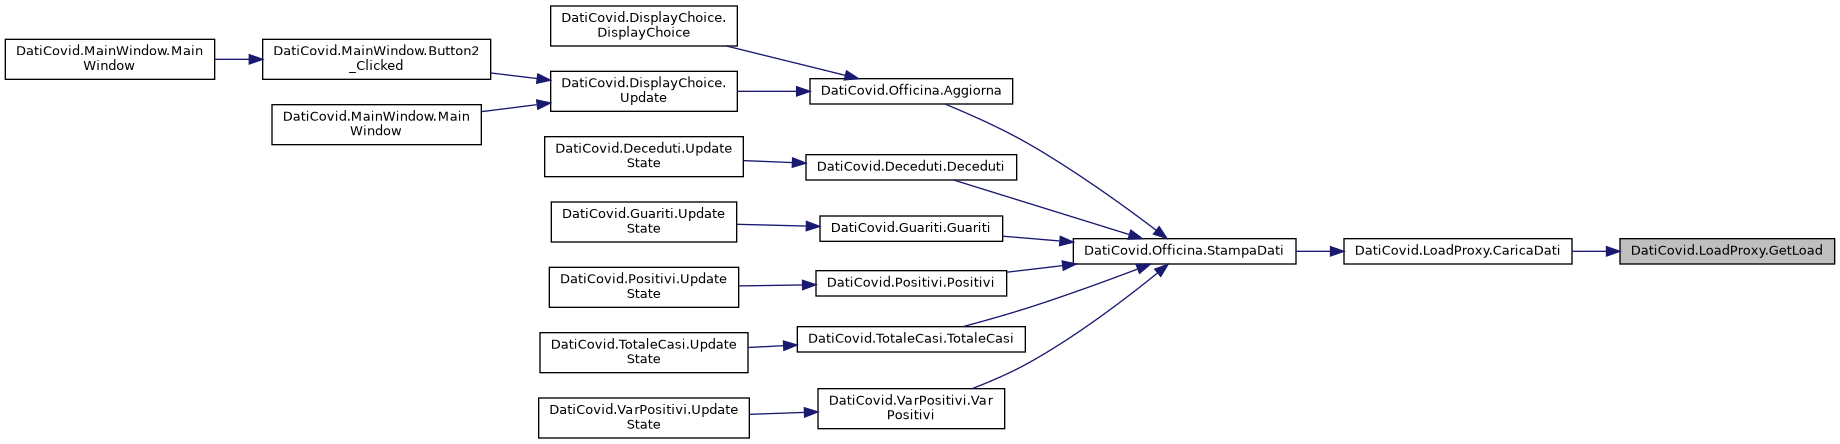 DatiCovid.MainWindow.Main
Window
DatiCovid.MainWindow.Button2
_Clicked
DatiCovid.MainWindow.Main
Window
DatiCovid.DisplayChoice.
DisplayChoice
DatiCovid.DisplayChoice.
Update
DatiCovid.Deceduti.Update
State
DatiCovid.Guariti.Update
State
DatiCovid.Positivi.Update
State
DatiCovid.TotaleCasi.Update
State
DatiCovid.VarPositivi.Update
State
DatiCovid.Officina.Aggiorna
DatiCovid.Deceduti.Deceduti
DatiCovid.Guariti.Guariti
DatiCovid.Positivi.Positivi
DatiCovid.TotaleCasi.TotaleCasi
DatiCovid.VarPositivi.Var
Positivi
DatiCovid.Officina.StampaDati
DatiCovid.LoadProxy.CaricaDati
DatiCovid.LoadProxy.GetLoad